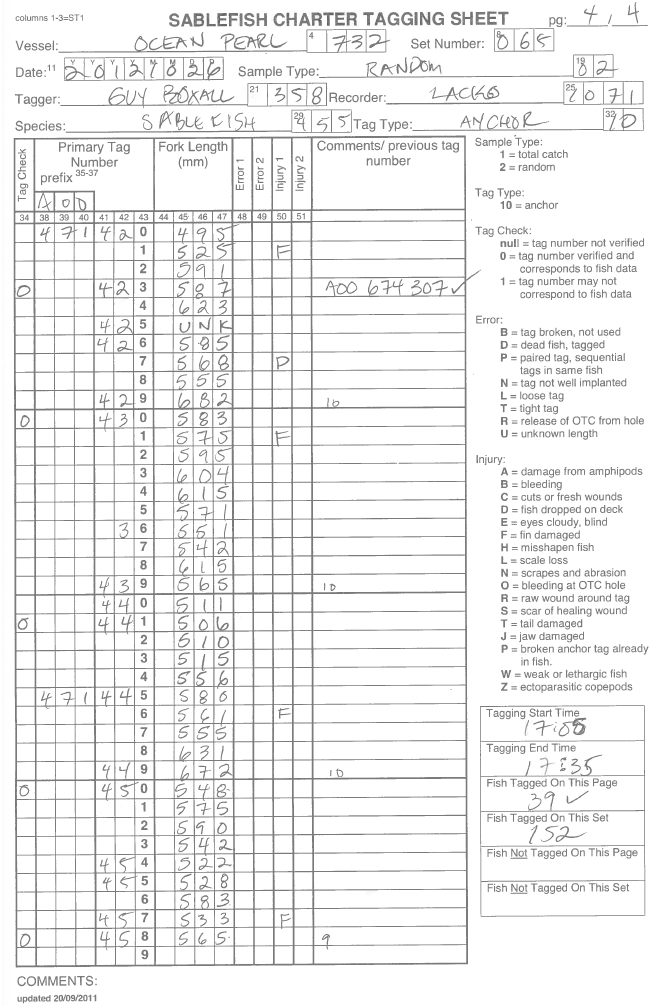 columns 1-3=ST1
SABLEFISH CHARTER TAGGING SHEET pg: 4 , 4
Vessel: OCEAN PEARL 4 732 Set Number: 8 065
Date: 11 Sample Type: RANDOM 19 02
Tagger: GUY BOXALL 21 358 Recorder: LACKO 25 7071
Species: SABLEFISH 29 455 Tag Type: ANCHOR 32 10
Tag Check Primary Tag Number prefix 35-37 Fork Length (mm) Error 1 Error 2 Injury 1 Injury 2 Comments/ previous tag number
A 0 0
34 38 39 40 41 42 43 44 45 46 47 48 49 50 51
4 7 1 4 2 0 4 9 5
1 5 2 5 F
2 5 9 1
0 4 2 3 5 8 7 A00 674 307 ✓
4 6 2 3
4 2 5 U N K
4 2 6 5 8 5
7 5 6 8 P
8 5 5 5
4 2 9 6 8 2 10
0 4 3 0 5 8 3
1 5 7 5 F
2 5 9 5
3 6 0 4
4 6 1 5
5 5 7 1
3 6 5 5 1
7 5 4 2
8 6 1 5
4 3 9 5 6 5 10
4 4 0 5 1 1
0 4 4 1 5 0 6
2 5 1 0
3 5 1 5
4 5 5 6
4 7 1 4 4 5 5 8 0
6 5 6 1 F
7 5 5 5
8 6 3 1
4 4 9 6 7 2 10
0 4 5 0 5 4 8
1 5 7 5
2 5 9 0
3 5 4 2
4 5 4 5 2 2
4 5 5 5 2 8
6 5 8 3
4 5 7 5 3 3 F
0 4 5 8 5 6 5 9
9
COMMENTS:
updated 20/09/2011
Sample Type:
1 = total catch
2 = random
Tag Type:
10 = anchor
Tag Check:
null = tag number not verified
0 = tag number verified and
corresponds to fish data
1 = tag number may not
correspond to fish data
Error:
B = tag broken, not used
D = dead fish, tagged
P = paired tag, sequential
tags in same fish
N = tag not well implanted
L = loose tag
T = tight tag
R = release of OTC from hole
U = unknown length
Injury:
A = damage from amphipods
B = bleeding
C = cuts or fresh wounds
D = fish dropped on deck
E = eyes cloudy, blind
F = fin damaged
H = misshapen fish
L = scale loss
N = scrapes and abrasion
O = bleeding at OTC hole
R = raw wound around tag
S = scar of healing wound
T = tail damaged
J = jaw damaged
P = broken anchor tag already
in fish.
W = weak or lethargic fish
Z = ectoparasitic copepods
Tagging Start Time
Tagging End Time
17:35
Fish Tagged On This Page
39 ✓
Fish Tagged On This Set
152
Fish Not Tagged On This Page
Fish Not Tagged On This Set